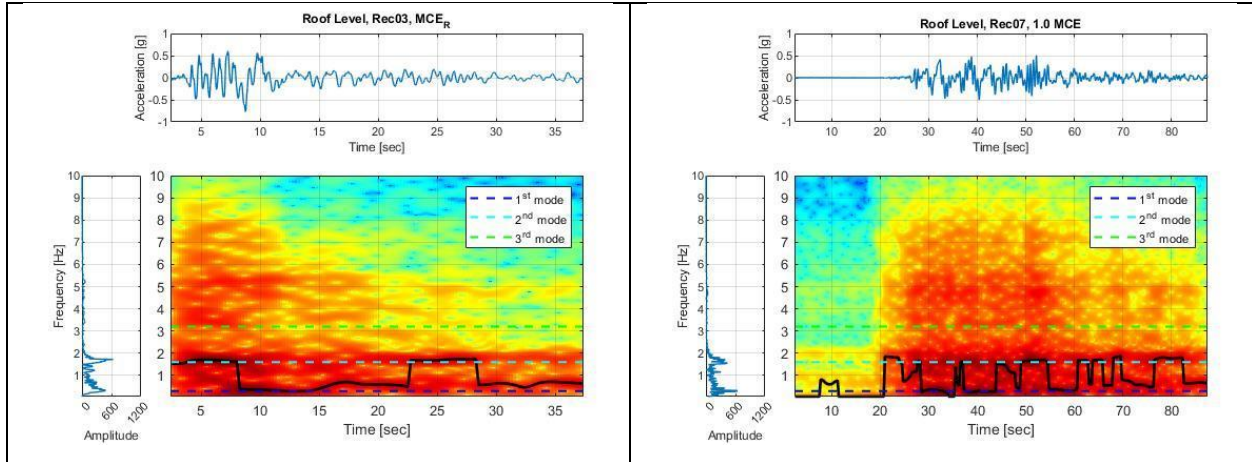 Roof Level, Rec03, MCE_R
Acceleration [g]
1
0.5
0
-0.5
-1
5 10 15 20 25 30 35
Time [sec]
Frequency [Hz]
10
9
8
7
6
5
4
3
2
1
0 600 1200
Amplitude
1st mode
2nd mode
3rd mode
5 10 15 20 25 30 35
Time [sec]
Roof Level, Rec07, 1.0 MCE
Acceleration [g]
1
0.5
0
-0.5
-1
10 20 30 40 50 60 70 80
Time [sec]
Frequency [Hz]
10
9
8
7
6
5
4
3
2
1
0 600 1200
Amplitude
1st mode
2nd mode
3rd mode
10 20 30 40 50 60 70 80
Time [sec]